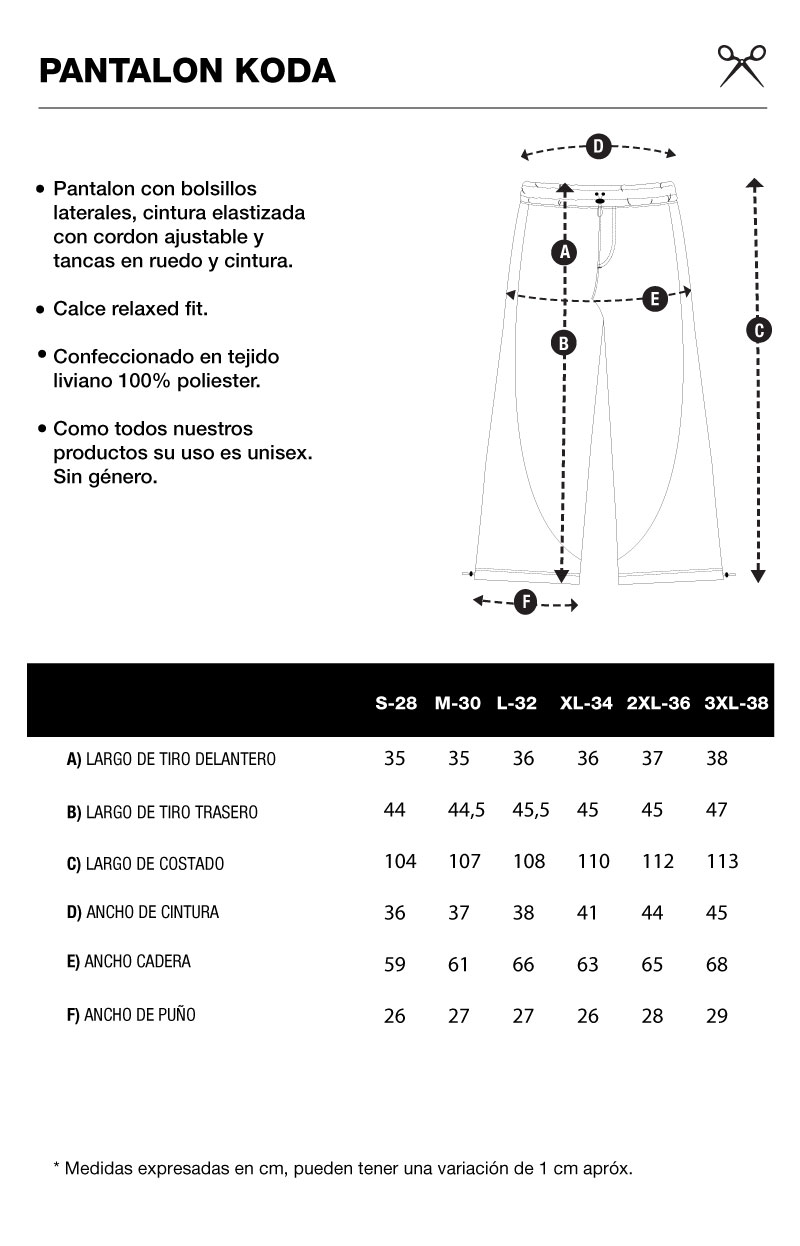 PANTALON KODA
• Pantalon con bolsillos
laterales, cintura elastizada
con cordon ajustable y
tancas en ruedo y cintura.
• Calce relaxed fit.
• Confeccionado en tejido
liviano 100% poliester.
• Como todos nuestros
productos su uso es unisex.
Sin género.
D
A
E
C
B
F
S-28 M-30 L-32 XL-34 2XL-36 3XL-38
A) LARGO DE TIRO DELANTERO 35 35 36 36 37 38
B) LARGO DE TIRO TRASERO 44 44,5 45,5 45 45 47
C) LARGO DE COSTADO 104 107 108 110 112 113
D) ANCHO DE CINTURA 36 37 38 41 44 45
E) ANCHO CADERA 59 61 66 63 65 68
F) ANCHO DE PUÑO 26 27 27 26 28 29
* Medidas expresadas en cm, pueden tener una variación de 1 cm apróx.